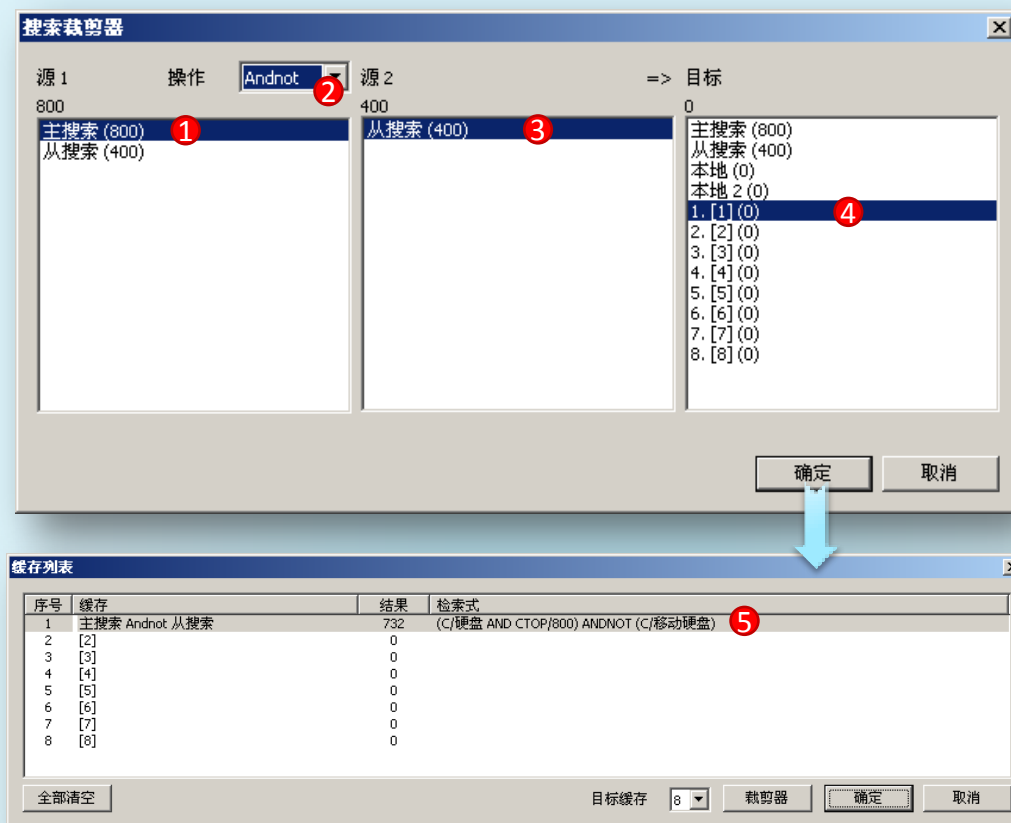 搜索裁剪器
源 1 操作 Andnot 2 源 2 => 目标
800 400 0
主搜索 (800) 1
从搜索 (400)
从搜索 (400) 3
主搜索 (800)
从搜索 (400)
本地 (0)
本地 2 (0)
1. [1] (0) 4
2. [2] (0)
3. [3] (0)
4. [4] (0)
5. [5] (0)
6. [6] (0)
7. [7] (0)
8. [8] (0)
确定 取消
缓存列表
序号 缓存 结果 检索式
1 主搜索 Andnot 从搜索 732 (C/硬盘 AND CTOP/800) ANDNOT (C/移动硬盘) 5
2 [2] 0
3 [3] 0
4 [4] 0
5 [5] 0
6 [6] 0
7 [7] 0
8 [8] 0
全部清空 目标缓存 8 裁剪器 确定 取消